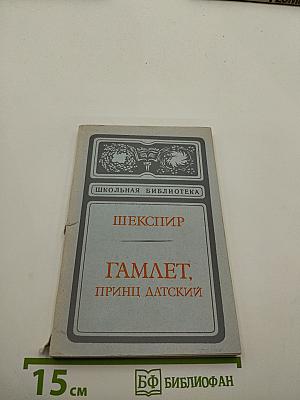 ШКОЛЬНАЯ БИБЛИОТЕКА
ШЕКСПИР
ГАМЛЕТ,
ПРИНЦ ДАТСКИЙ
15 см
БФ БИБЛИОФАН